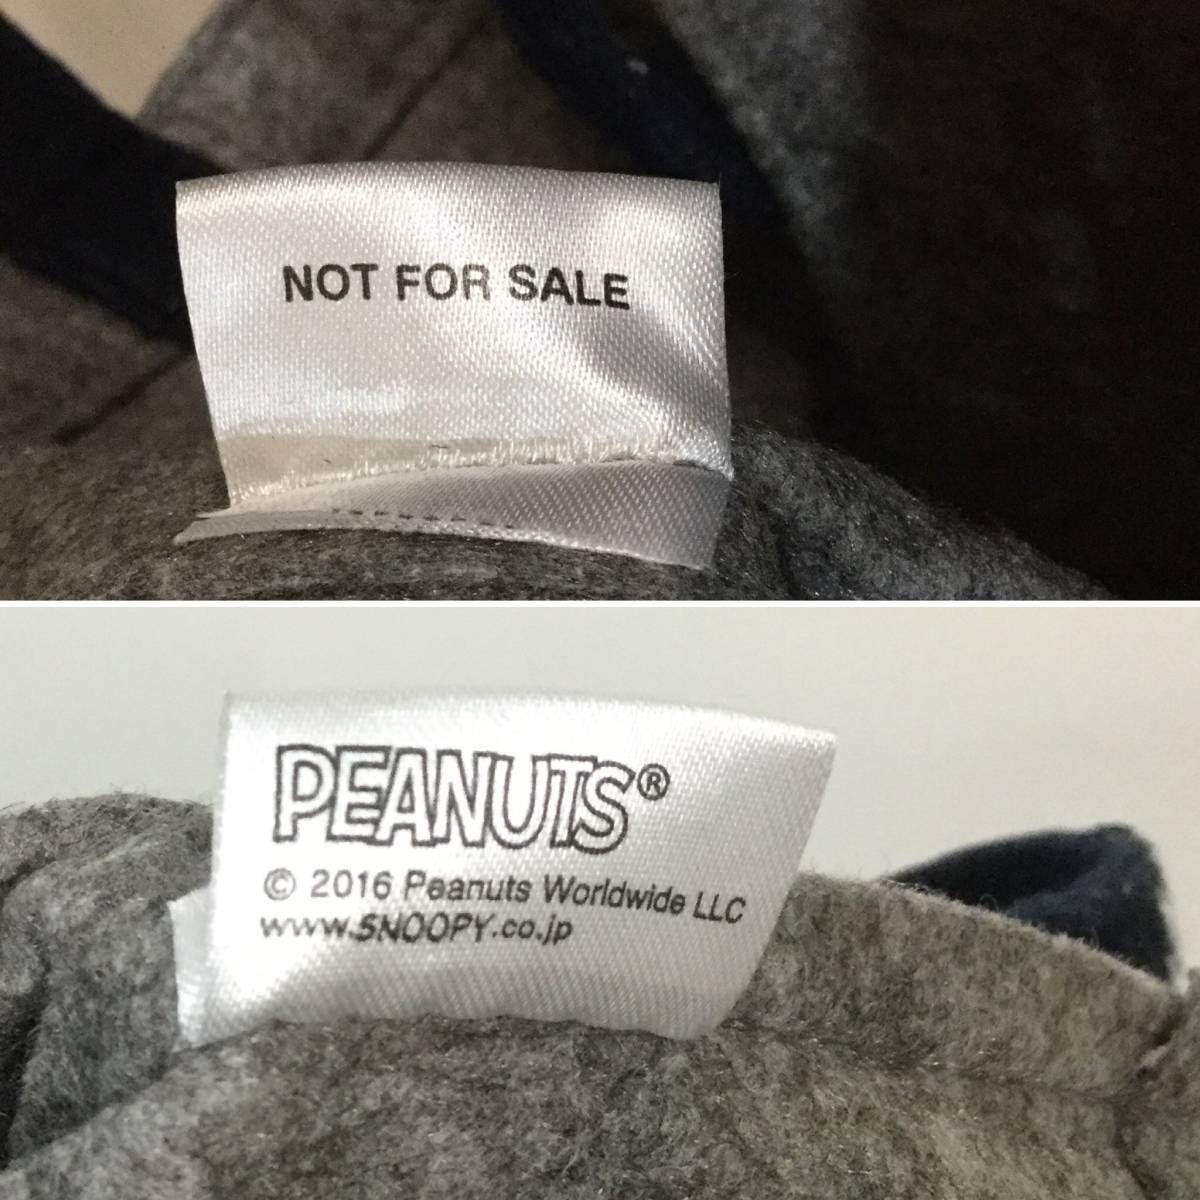 NOT FOR SALE
PEANUTS®
© 2016 Peanuts Worldwide LLC
www.SNOOPY.co.jp